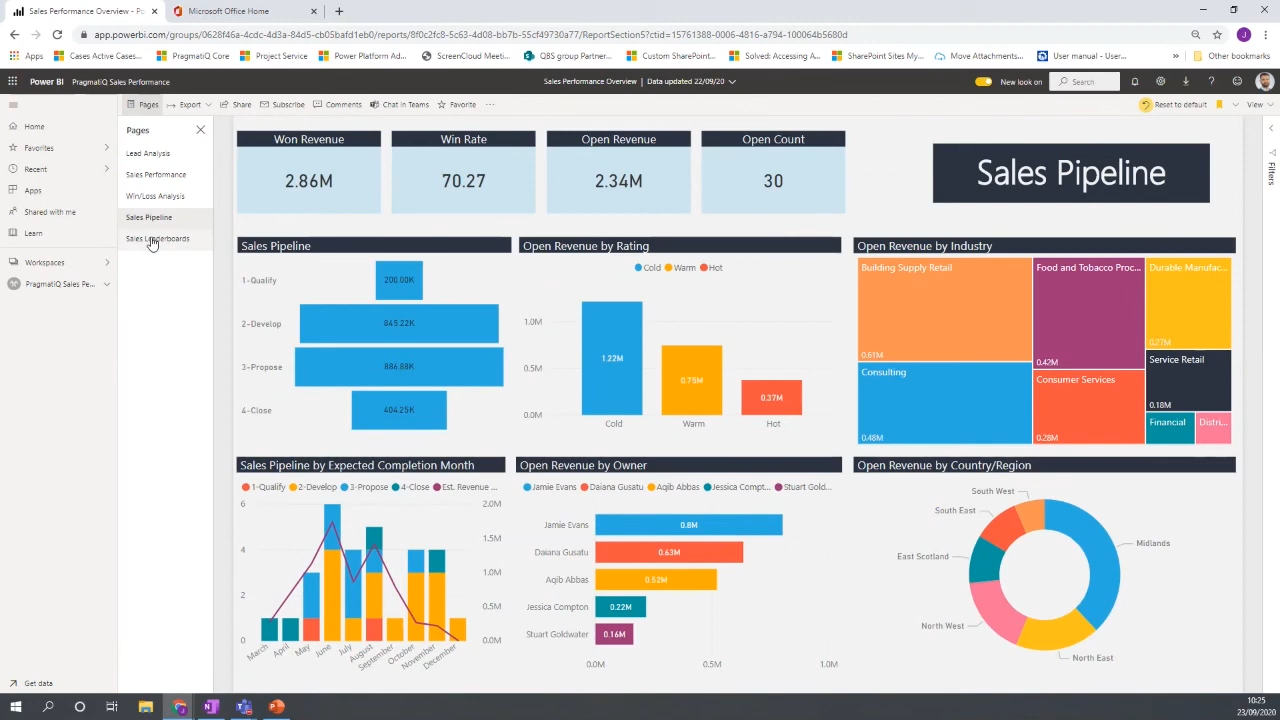 Sales Performance Overview - Po
Microsoft Office Home
app.powerbi.com/groups/0628f46a-4cdc-4d3a-84d5-cb05bbd1eb0/reports/8f0c2fc3-5c9f-4d08-bb7b-55c1f9730a77/ReportSection5?ctid=15761388-0006-4816-a794-100064b5680d
Apps Cases Active Cases... PragmatiQ Core Project Service Power Platform Ad... ScreenCloud Meeti... QBS group Partner... Custom SharePoint... Solved: Accessing A... SharePoint Sites My... Move Attachments... User manual - over... » Other bookmarks
Power BI PragmatiQ Sales Performance
Sales Performance Overview | Data updated 22/09/20
New look on Search
Pages Export Share Subscribe Comments Chat in Teams Favorite ... Reset to default View
Home
Favorites
Recent
Apps
Shared with me
Learn
Workspaces
PragmatiQ Sales Pe...
Get data
Pages
Lead Analysis
Sales Performance
Win/Loss Analysis
Sales Pipeline
Sales Leaderboards
Filters
Won Revenue
2.86M
Win Rate
70.27
Open Revenue
2.34M
Open Count
30
Sales Pipeline
Sales Pipeline
1-Qualify 200.00K
2-Develop 845.22K
3-Propose 886.88K
4-Close 404.25K
Open Revenue by Rating
Cold Warm Hot
1.0M
0.5M
0.0M
1.22M 0.75M 0.37M
Cold Warm Hot
Open Revenue by Industry
Building Supply Retail
0.61M
Consulting
0.48M
Food and Tobacco Proc...
0.42M
Consumer Services
0.28M
Durable Manufac...
0.27M
Service Retail
0.18M
Financial
Distri...
Sales Pipeline by Expected Completion Month
1-Qualify 2-Develop 3-Propose 4-Close Est. Revenue ...
6 2.0M
1.5M
4
1.0M
2
0.5M
0 0.0M
March April May June July August September October November December
Open Revenue by Owner
Jamie Evans Daiana Gusatu Aqib Abbas Jessica Compt... Stuart Gold...
Jamie Evans 0.8M
Daiana Gusatu 0.63M
Aqib Abbas 0.52M
Jessica Compton 0.22M
Stuart Goldwater 0.16M
0.0M 0.5M 1.0M
Open Revenue by Country/Region
South West
South East
East Scotland
North West
Midlands
North East
10:25
23/09/2020